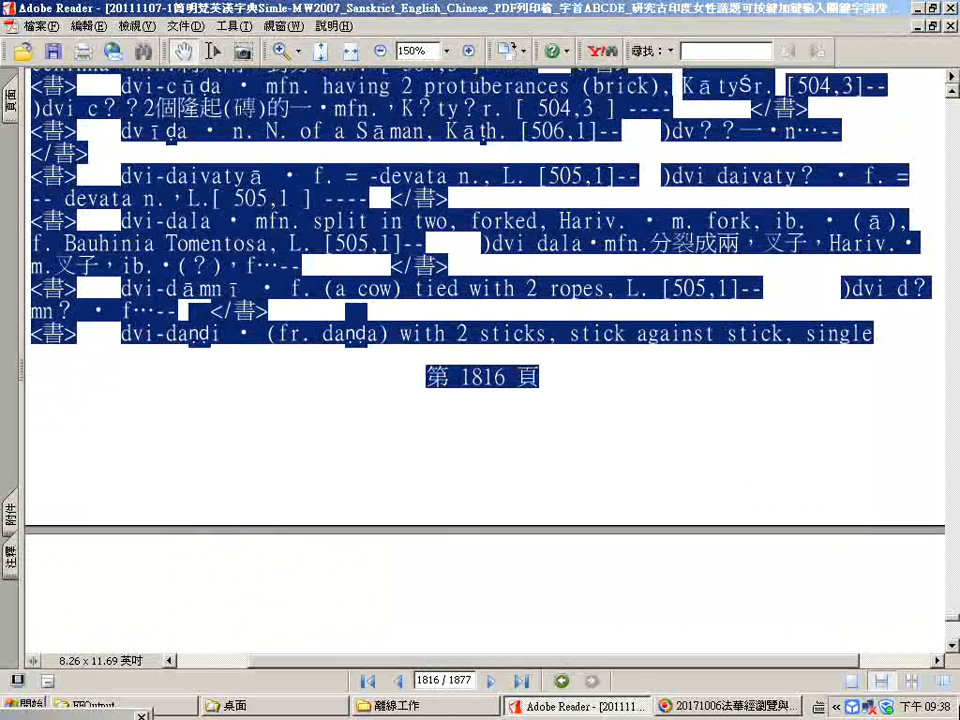 Adobe Reader - [20111107-1簡明梵英漢字典Simle-MW2007_Sanskrict_English_Chinese_PDF列印檔_字首ABCDE_研究古印度女性議題可按鍵加鍵輸入關鍵字詞搜
檔案(F) 編輯(E) 檢視(V) 文件(D) 工具(T) 視窗(W) 說明(H)
150% 尋找：
頁面
<書> dvi-cūḍa ‧ mfn. having 2 protuberances (brick), KātyŚr. [504,3]--
)dvi c？？2個隆起(磚)的一‧mfn.，K？ty？r. [ 504,3 ] ---- </書>
<書> dvīḍa ‧ n. N. of a Sāman, Kāṭh. [506,1]-- )dv？？一‧n…--
</書>
<書> dvi-daivatyā ‧ f. = -devata n., L. [505,1]-- )dvi daivaty？ ‧ f. =
-- devata n.，L.[ 505,1 ] ---- </書>
<書> dvi-dala ‧ mfn. split in two, forked, Hariv. ‧ m. fork, ib. ‧ (ā),
f. Bauhinia Tomentosa, L. [505,1]-- )dvi dala‧mfn.分裂成兩，叉子，Hariv.‧
m.叉子，ib.‧(？)，f…-- </書>
<書> dvi-dāmnī ‧ f. (a cow) tied with 2 ropes, L. [505,1]-- )dvi d？
mn？ ‧ f…-- </書>
<書> dvi-daṇḍi ‧ (fr. daṇḍa) with 2 sticks, stick against stick, single
第 1816 頁
附件
注釋
8.26 x 11.69 英吋
1816 / 1877
開始 FFOutput 桌面 離線工作 Adobe Reader - [201111... 20171006法華經瀏覽與... 下午 09:38